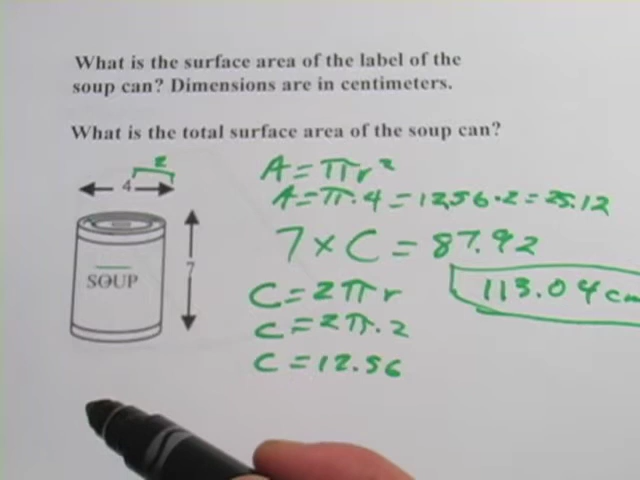 What is the surface area of the label of the
soup can? Dimensions are in centimeters.
What is the total surface area of the soup can?
2
4
7
SOUP
A=πr²
A=π·4=12.56·2=25.12
7×C=87.92
C=2πr
C=2π·2
C=12.56
113.04cm